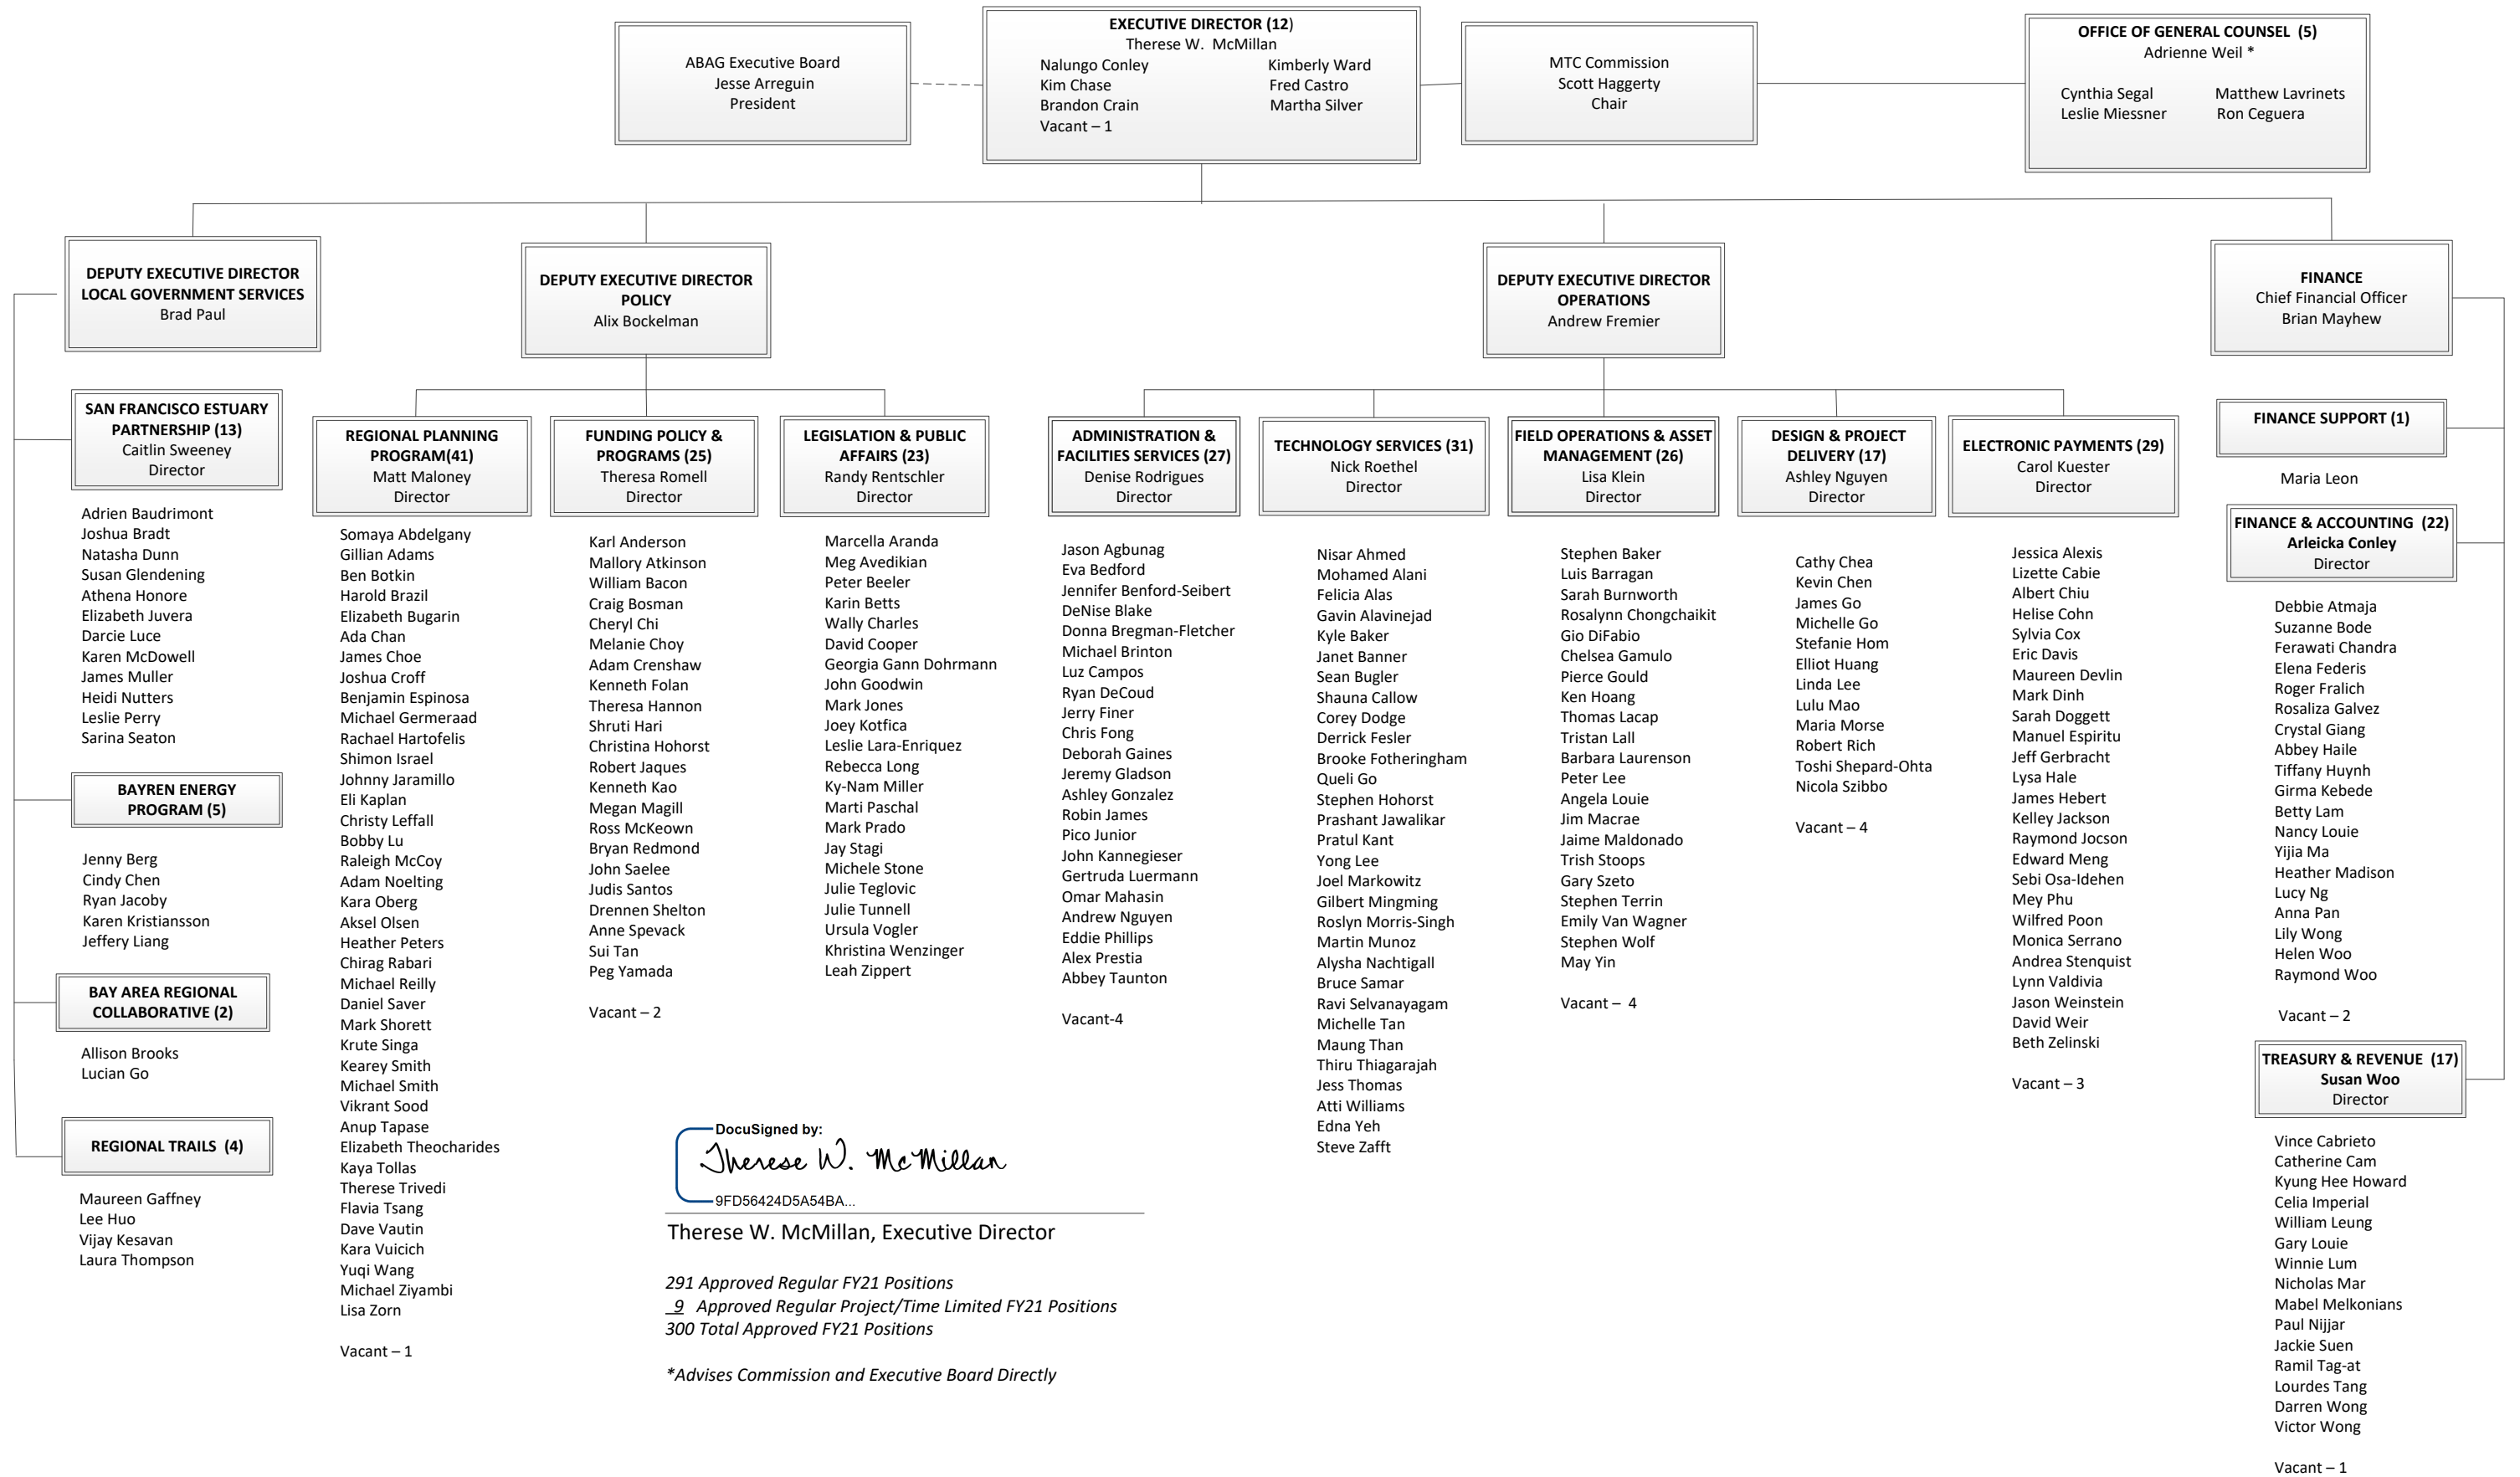 ABAG Executive Board
Jesse Arreguin
President
EXECUTIVE DIRECTOR (12)
Therese W. McMillan
Nalungo Conley
Kim Chase
Brandon Crain
Vacant – 1
Kimberly Ward
Fred Castro
Martha Silver
MTC Commission
Scott Haggerty
Chair
OFFICE OF GENERAL COUNSEL (5)
Adrienne Weil *
Cynthia Segal
Leslie Miessner
Matthew Lavrinets
Ron Ceguera
DEPUTY EXECUTIVE DIRECTOR
LOCAL GOVERNMENT SERVICES
Brad Paul
DEPUTY EXECUTIVE DIRECTOR
POLICY
Alix Bockelman
DEPUTY EXECUTIVE DIRECTOR
OPERATIONS
Andrew Fremier
FINANCE
Chief Financial Officer
Brian Mayhew
SAN FRANCISCO ESTUARY
PARTNERSHIP (13)
Caitlin Sweeney
Director
Adrien Baudrimont
Joshua Bradt
Natasha Dunn
Susan Glendening
Athena Honore
Elizabeth Juvera
Darcie Luce
Karen McDowell
James Muller
Heidi Nutters
Leslie Perry
Sarina Seaton
BAYREN ENERGY
PROGRAM (5)
Jenny Berg
Cindy Chen
Ryan Jacoby
Karen Kristiansson
Jeffery Liang
BAY AREA REGIONAL
COLLABORATIVE (2)
Allison Brooks
Lucian Go
REGIONAL TRAILS (4)
Maureen Gaffney
Lee Huo
Vijay Kesavan
Laura Thompson
REGIONAL PLANNING
PROGRAM(41)
Matt Maloney
Director
Somaya Abdelgany
Gillian Adams
Ben Botkin
Harold Brazil
Elizabeth Bugarin
Ada Chan
James Choe
Joshua Croff
Benjamin Espinosa
Michael Germeraad
Rachael Hartofelis
Shimon Israel
Johnny Jaramillo
Eli Kaplan
Christy Leffall
Bobby Lu
Raleigh McCoy
Adam Noelting
Kara Oberg
Aksel Olsen
Heather Peters
Chirag Rabari
Michael Reilly
Daniel Saver
Mark Shorett
Krute Singa
Kearey Smith
Michael Smith
Vikrant Sood
Anup Tapase
Elizabeth Theocharides
Kaya Tollas
Therese Trivedi
Flavia Tsang
Dave Vautin
Kara Vuicich
Yuqi Wang
Michael Ziyambi
Lisa Zorn
Vacant – 1
FUNDING POLICY &
PROGRAMS (25)
Theresa Romell
Director
Karl Anderson
Mallory Atkinson
William Bacon
Craig Bosman
Cheryl Chi
Melanie Choy
Adam Crenshaw
Kenneth Folan
Theresa Hannon
Shruti Hari
Christina Hohorst
Robert Jaques
Kenneth Kao
Megan Magill
Ross McKeown
Bryan Redmond
John Saelee
Judis Santos
Drennen Shelton
Anne Spevack
Sui Tan
Peg Yamada
Vacant – 2
LEGISLATION & PUBLIC
AFFAIRS (23)
Randy Rentschler
Director
Marcella Aranda
Meg Avedikian
Peter Beeler
Karin Betts
Wally Charles
David Cooper
Georgia Gann Dohrmann
John Goodwin
Mark Jones
Joey Kotfica
Leslie Lara-Enriquez
Rebecca Long
Ky-Nam Miller
Marti Paschal
Mark Prado
Jay Stagi
Michele Stone
Julie Teglovic
Julie Tunnell
Ursula Vogler
Khristina Wenzinger
Leah Zippert
ADMINISTRATION &
FACILITIES SERVICES (27)
Denise Rodrigues
Director
Jason Agbunag
Eva Bedford
Jennifer Benford-Seibert
DeNise Blake
Donna Bregman-Fletcher
Michael Brinton
Luz Campos
Ryan DeCoud
Jerry Finer
Chris Fong
Deborah Gaines
Jeremy Gladson
Ashley Gonzalez
Robin James
Pico Junior
John Kannegieser
Gertruda Luermann
Omar Mahasin
Andrew Nguyen
Eddie Phillips
Alex Prestia
Abbey Taunton
Vacant-4
TECHNOLOGY SERVICES (31)
Nick Roethel
Director
Nisar Ahmed
Mohamed Alani
Felicia Alas
Gavin Alavinejad
Kyle Baker
Janet Banner
Sean Bugler
Shauna Callow
Corey Dodge
Derrick Fesler
Brooke Fotheringham
Queli Go
Stephen Hohorst
Prashant Jawalikar
Pratul Kant
Yong Lee
Joel Markowitz
Gilbert Mingming
Roslyn Morris-Singh
Martin Munoz
Alysha Nachtigall
Bruce Samar
Ravi Selvanayagam
Michelle Tan
Maung Than
Thiru Thiagarajah
Jess Thomas
Atti Williams
Edna Yeh
Steve Zafft
FIELD OPERATIONS & ASSET
MANAGEMENT (26)
Lisa Klein
Director
Stephen Baker
Luis Barragan
Sarah Burnworth
Rosalynn Chongchaikit
Gio DiFabio
Chelsea Gamulo
Pierce Gould
Ken Hoang
Thomas Lacap
Tristan Lall
Barbara Laurenson
Peter Lee
Angela Louie
Jim Macrae
Jaime Maldonado
Trish Stoops
Gary Szeto
Stephen Terrin
Emily Van Wagner
Stephen Wolf
May Yin
Vacant – 4
DESIGN & PROJECT
DELIVERY (17)
Ashley Nguyen
Director
Cathy Chea
Kevin Chen
James Go
Michelle Go
Stefanie Hom
Elliot Huang
Linda Lee
Lulu Mao
Maria Morse
Robert Rich
Toshi Shepard-Ohta
Nicola Szibbo
Vacant – 4
ELECTRONIC PAYMENTS (29)
Carol Kuester
Director
Jessica Alexis
Lizette Cabie
Albert Chiu
Helise Cohn
Sylvia Cox
Eric Davis
Maureen Devlin
Mark Dinh
Sarah Doggett
Manuel Espiritu
Jeff Gerbracht
Lysa Hale
James Hebert
Kelley Jackson
Raymond Jocson
Edward Meng
Sebi Osa-Idehen
Mey Phu
Wilfred Poon
Monica Serrano
Andrea Stenquist
Lynn Valdivia
Jason Weinstein
David Weir
Beth Zelinski
Vacant – 3
FINANCE SUPPORT (1)
Maria Leon
FINANCE & ACCOUNTING (22)
Arleicka Conley
Director
Debbie Atmaja
Suzanne Bode
Ferawati Chandra
Elena Federis
Roger Fralich
Rosaliza Galvez
Crystal Giang
Abbey Haile
Tiffany Huynh
Girma Kebede
Betty Lam
Nancy Louie
Yijia Ma
Heather Madison
Lucy Ng
Anna Pan
Lily Wong
Helen Woo
Raymond Woo
Vacant – 2
TREASURY & REVENUE (17)
Susan Woo
Director
Vince Cabrieto
Catherine Cam
Kyung Hee Howard
Celia Imperial
William Leung
Gary Louie
Winnie Lum
Nicholas Mar
Mabel Melkonians
Paul Nijjar
Jackie Suen
Ramil Tag-at
Lourdes Tang
Darren Wong
Victor Wong
Vacant – 1
DocuSigned by:
Therese W. McMillan
9FD56424D5A54BA...
Therese W. McMillan, Executive Director
291 Approved Regular FY21 Positions
9 Approved Regular Project/Time Limited FY21 Positions
300 Total Approved FY21 Positions
*Advises Commission and Executive Board Directly